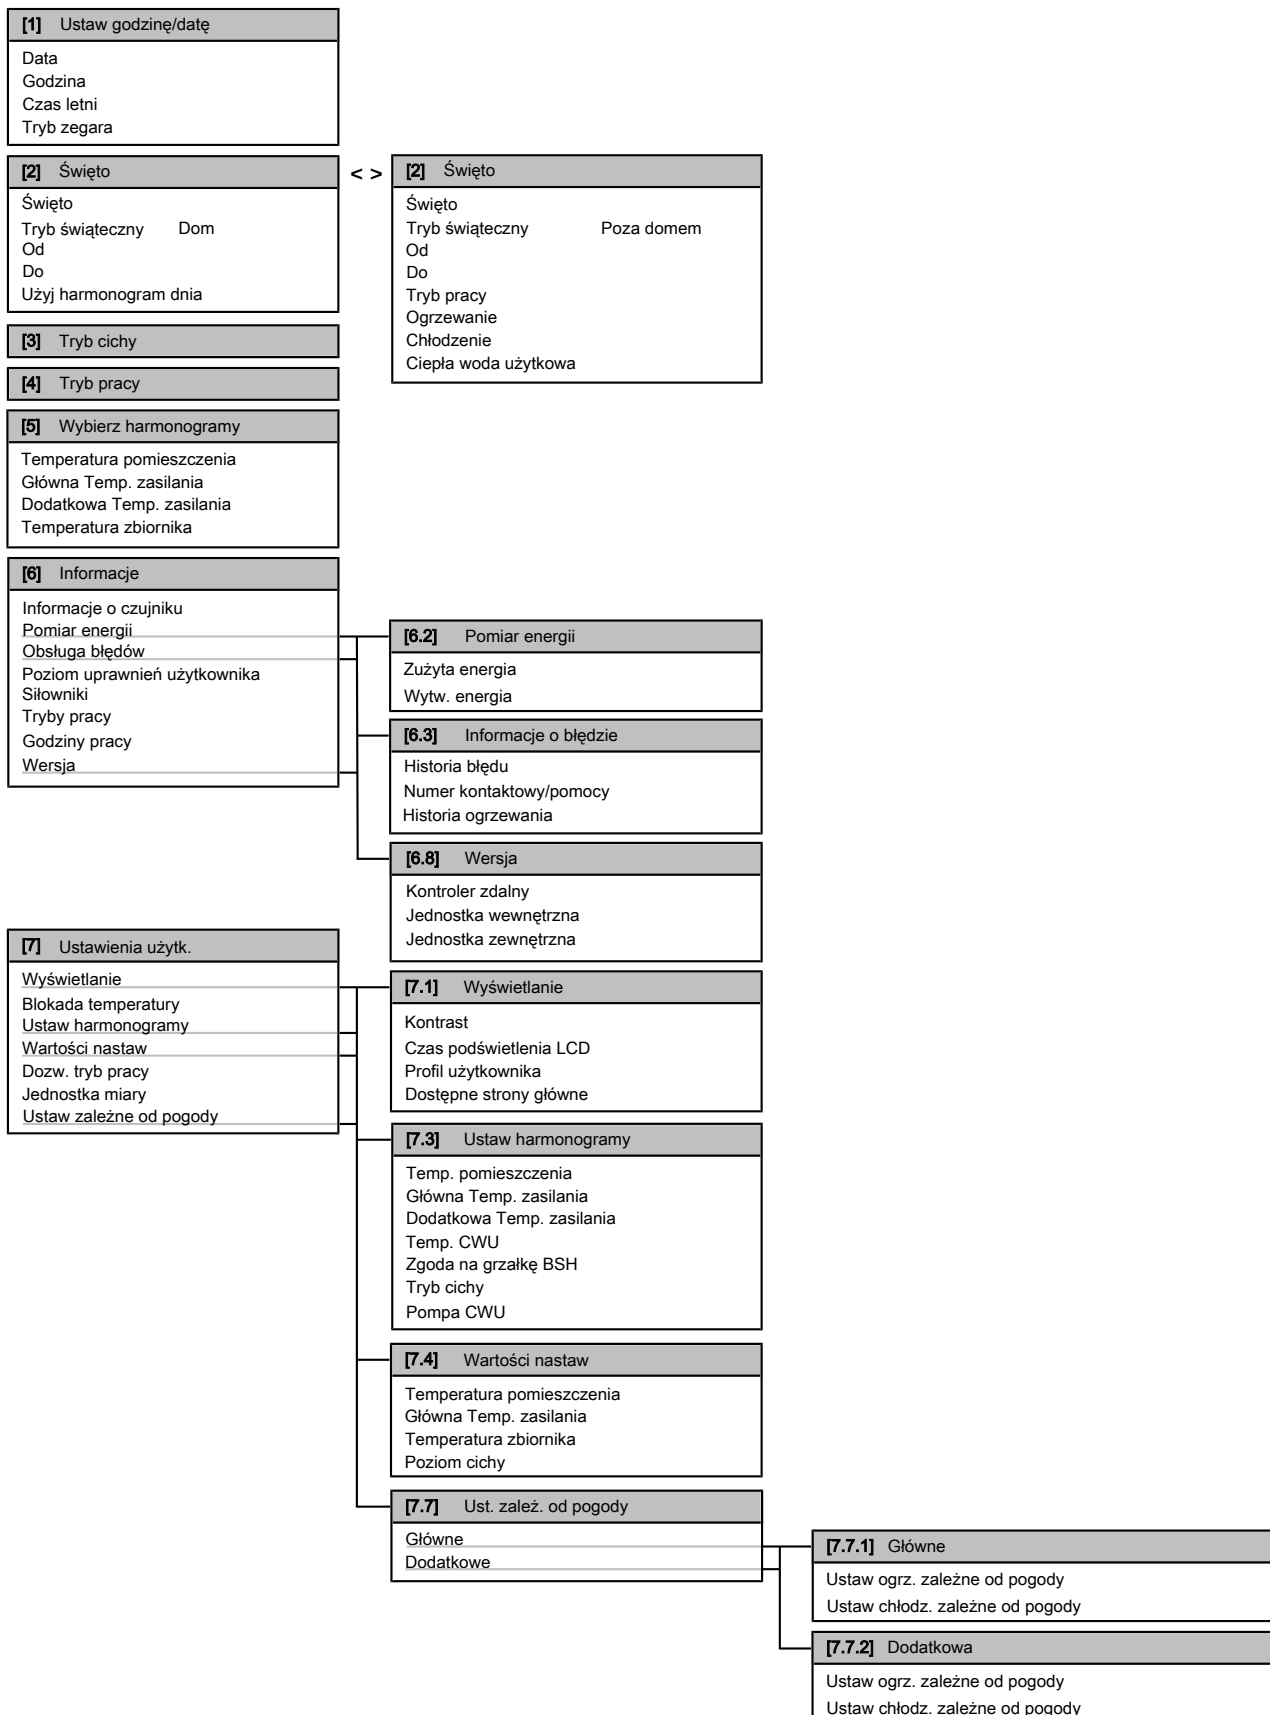 [1] Ustaw godzinę/datę
Data
Godzina
Czas letni
Tryb zegara
[2] Święto
Święto
Tryb świąteczny Dom
Od
Do
Użyj harmonogram dnia
< >
[2] Święto
Święto
Tryb świąteczny Poza domem
Od
Do
Tryb pracy
Ogrzewanie
Chłodzenie
Ciepła woda użytkowa
[3] Tryb cichy
[4] Tryb pracy
[5] Wybierz harmonogramy
Temperatura pomieszczenia
Główna Temp. zasilania
Dodatkowa Temp. zasilania
Temperatura zbiornika
[6] Informacje
Informacje o czujniku
Pomiar energii
Obsługa błędów
Poziom uprawnień użytkownika
Siłowniki
Tryby pracy
Godziny pracy
Wersja
[6.2] Pomiar energii
Zużyta energia
Wytw. energia
[6.3] Informacje o błędzie
Historia błędu
Numer kontaktowy/pomocy
Historia ogrzewania
[6.8] Wersja
Kontroler zdalny
Jednostka wewnętrzna
Jednostka zewnętrzna
[7] Ustawienia użytk.
Wyświetlanie
Blokada temperatury
Ustaw harmonogramy
Wartości nastaw
Dozw. tryb pracy
Jednostka miary
Ustaw zależne od pogody
[7.1] Wyświetlanie
Kontrast
Czas podświetlenia LCD
Profil użytkownika
Dostępne strony główne
[7.3] Ustaw harmonogramy
Temp. pomieszczenia
Główna Temp. zasilania
Dodatkowa Temp. zasilania
Temp. CWU
Zgoda na grzałkę BSH
Tryb cichy
Pompa CWU
[7.4] Wartości nastaw
Temperatura pomieszczenia
Główna Temp. zasilania
Temperatura zbiornika
Poziom cichy
[7.7] Ust. zależ. od pogody
Główne
Dodatkowe
[7.7.1] Główne
Ustaw ogrz. zależne od pogody
Ustaw chłodz. zależne od pogody
[7.7.2] Dodatkowa
Ustaw ogrz. zależne od pogody
Ustaw chłodz. zależne od pogody